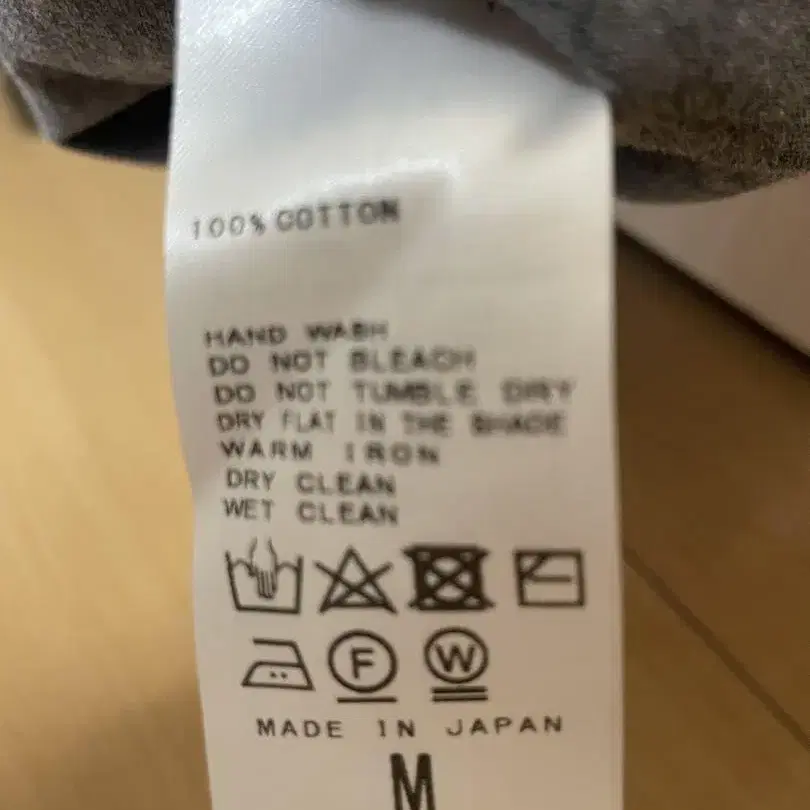 100% COTTON
HAND WASH
DO NOT BLEACH
DO NOT TUMBLE DRY
DRY FLAT IN THE SHADE
WARM IRON
DRY CLEAN
WET CLEAN
F W
MADE IN JAPAN
M